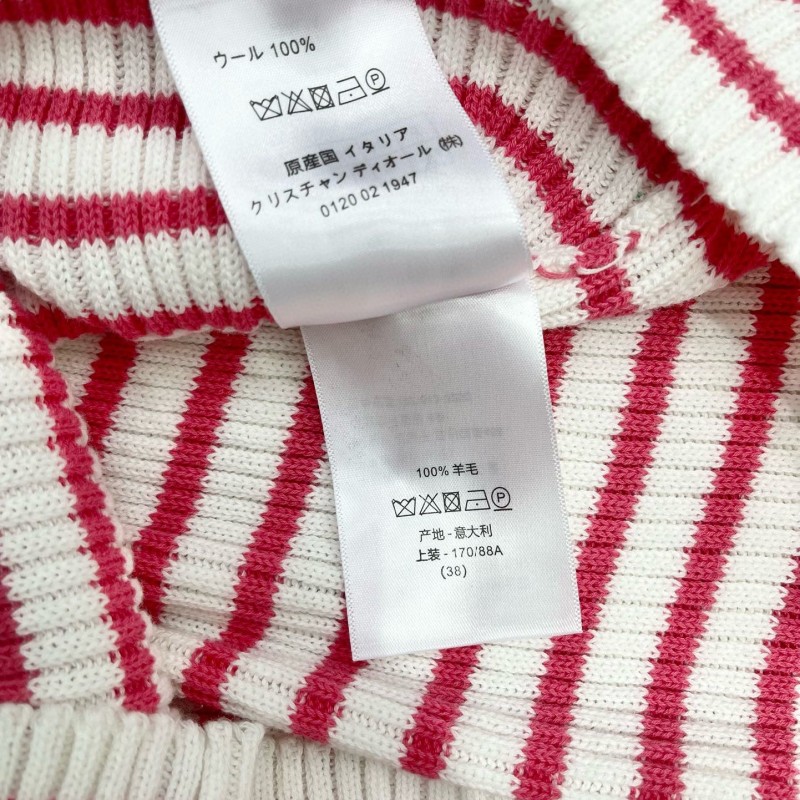 ウール 100%
原産国 イタリア
クリスチャン ディオール (株)
0120 02 1947
100% 羊毛
产地 - 意大利
上装 - 170/88A
(38)